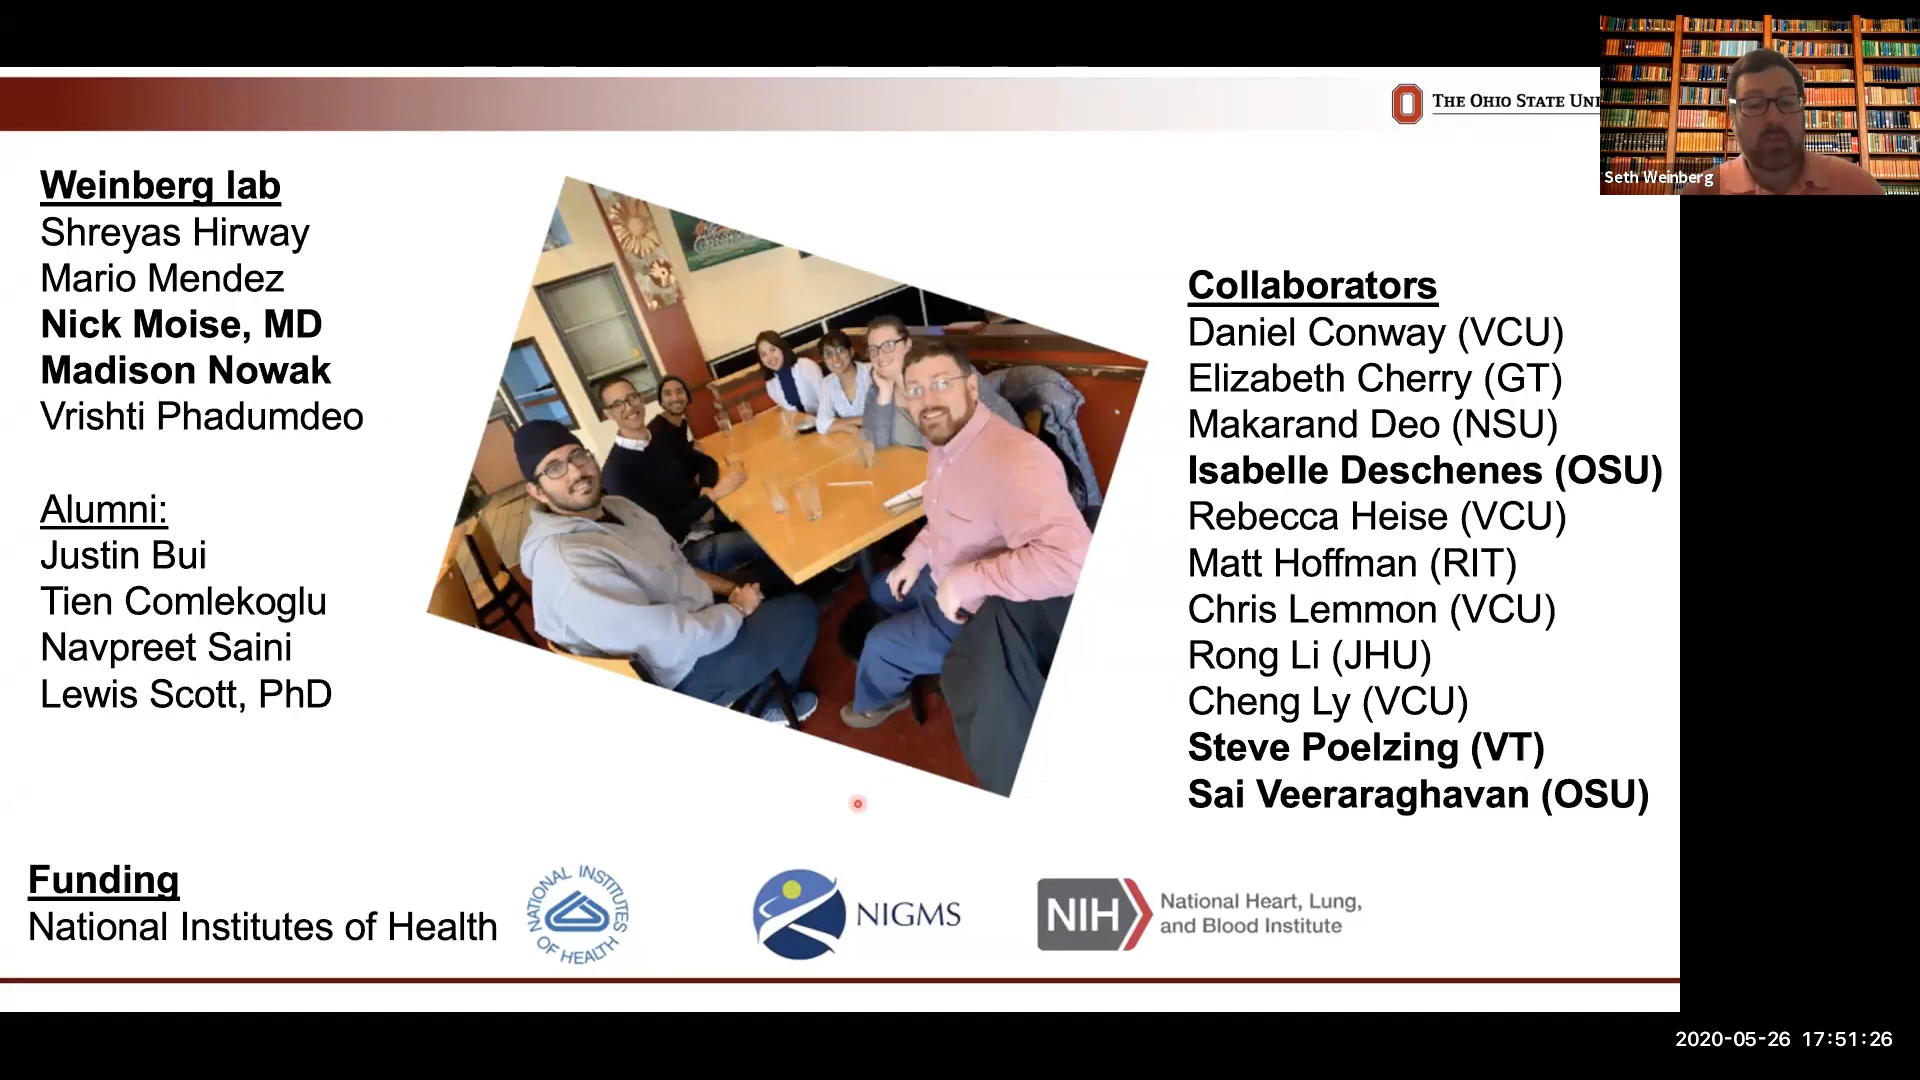 THE OHIO STATE UNI
Seth Weinberg
Weinberg lab
Shreyas Hirway
Mario Mendez
Nick Moise, MD
Madison Nowak
Vrishti Phadumdeo
Alumni:
Justin Bui
Tien Comlekoglu
Navpreet Saini
Lewis Scott, PhD
Collaborators
Daniel Conway (VCU)
Elizabeth Cherry (GT)
Makarand Deo (NSU)
Isabelle Deschenes (OSU)
Rebecca Heise (VCU)
Matt Hoffman (RIT)
Chris Lemmon (VCU)
Rong Li (JHU)
Cheng Ly (VCU)
Steve Poelzing (VT)
Sai Veeraraghavan (OSU)
Funding
National Institutes of Health
NATIONAL INSTITUTES OF HEALTH
NIGMS
NIH
National Heart, Lung,
and Blood Institute
2020-05-26 17:51:26